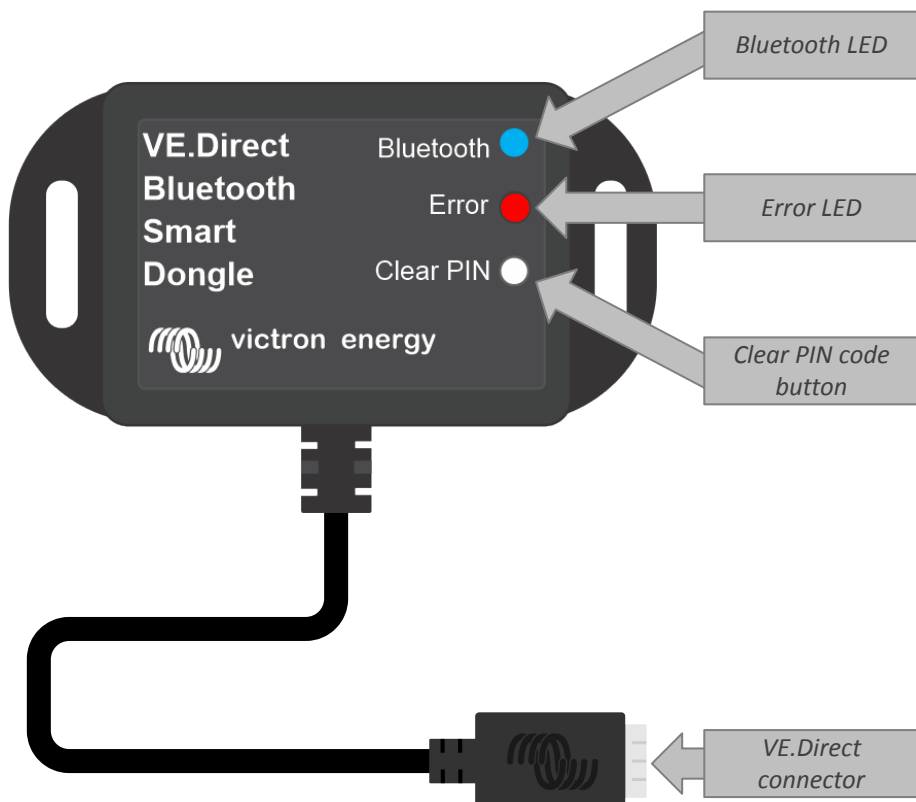 Bluetooth LED
VE.Direct
Bluetooth
Smart
Dongle
Bluetooth
Error
Clear PIN
victron energy
Error LED
Clear PIN code
button
VE.Direct
connector